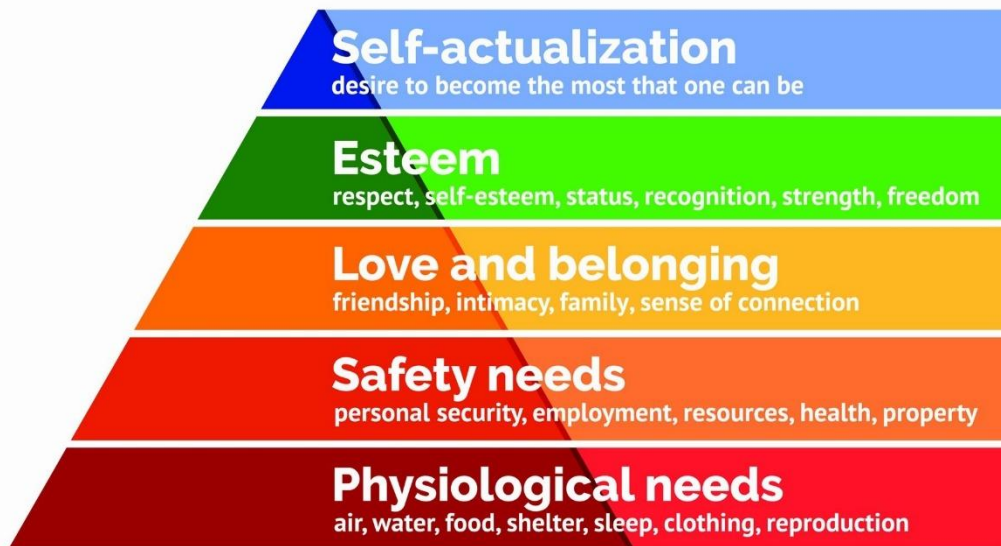 Self-actualization
desire to become the most that one can be
Esteem
respect, self-esteem, status, recognition, strength, freedom
Love and belonging
friendship, intimacy, family, sense of connection
Safety needs
personal security, employment, resources, health, property
Physiological needs
air, water, food, shelter, sleep, clothing, reproduction